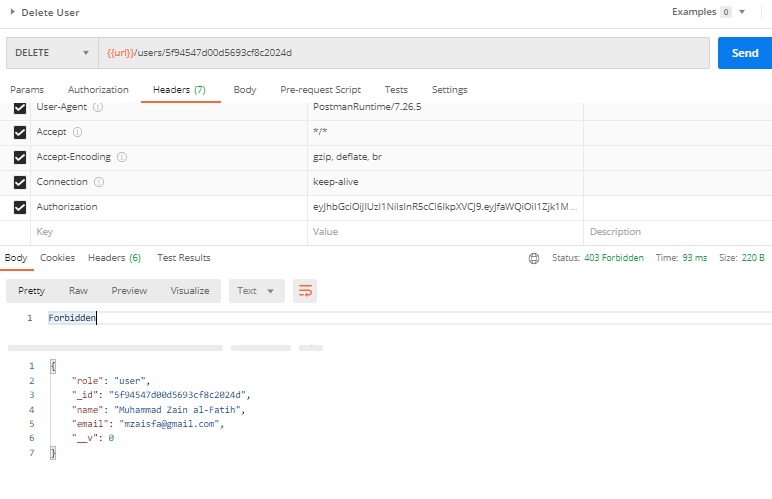 Delete User
Examples 0
DELETE {{url}}/users/5f94547d00d5693cf8c2024d Send
Params Authorization Headers (7) Body Pre-request Script Tests Settings
User-Agent PostmanRuntime/7.26.5
Accept */*
Accept-Encoding gzip, deflate, br
Connection keep-alive
Authorization
Key Value Description
Body Cookies Headers (6) Test Results Status: 403 Forbidden Time: 93 ms Size: 220 B
Pretty Raw Preview Visualize Text
1 Forbidden
1 {
2 "role": "user",
3 "_id": "5f94547d00d5693cf8c2024d",
4 "name": "Muhammad Zain al-Fatih",
5 "email": "mzaisfa@gmail.com",
6 "__v": 0
7 }